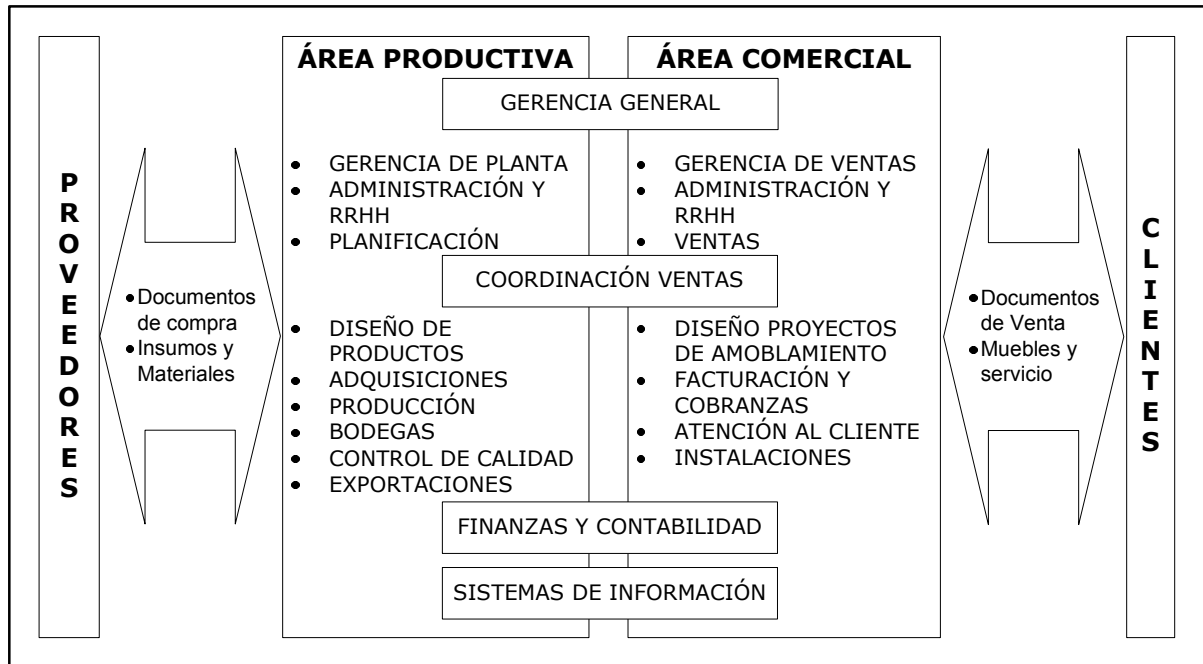 PROVEEDORES
• Documentos
de compra
• Insumos y
Materiales
ÁREA PRODUCTIVA
ÁREA COMERCIAL
GERENCIA GENERAL
• GERENCIA DE PLANTA
• ADMINISTRACIÓN Y
RRHH
• PLANIFICACIÓN
• GERENCIA DE VENTAS
• ADMINISTRACIÓN Y
RRHH
• VENTAS
COORDINACIÓN VENTAS
• DISEÑO DE
PRODUCTOS
• ADQUISICIONES
• PRODUCCIÓN
• BODEGAS
• CONTROL DE CALIDAD
• EXPORTACIONES
• DISEÑO PROYECTOS
DE AMOBLAMIENTO
• FACTURACIÓN Y
COBRANZAS
• ATENCIÓN AL CLIENTE
• INSTALACIONES
FINANZAS Y CONTABILIDAD
SISTEMAS DE INFORMACIÓN
• Documentos
de Venta
• Muebles y
servicio
CLIENTES